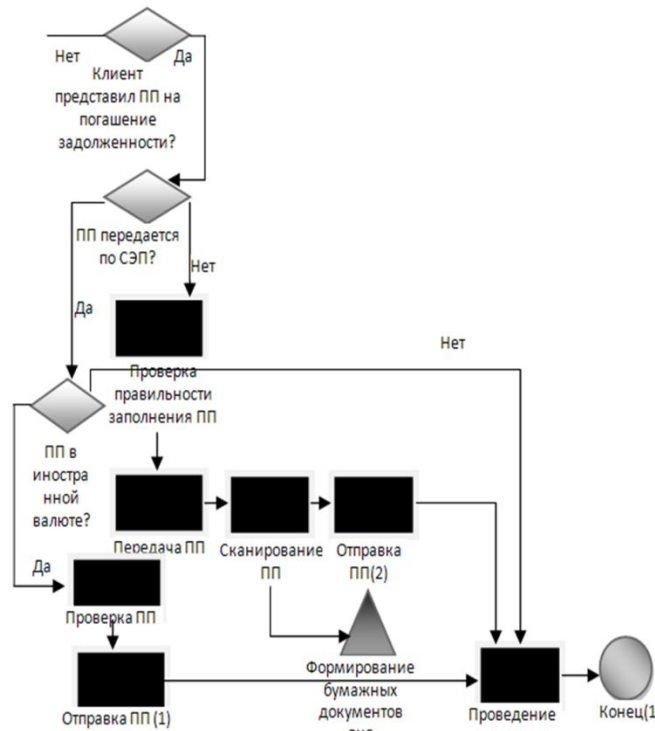 Нет
Да
Клиент
представил ПП на
погашение
задолженности?
ПП передается
по СЭП?
Нет
Да
Нет
Проверка
правильности
заполнения ПП
ПП в
иностра
нной
валюте?
Передача ПП
Сканирование
ПП
Отправка
ПП(2)
Да
Проверка ПП
Формирование
бумажных
документов
Отправка ПП (1)
Проведение
Конец(1